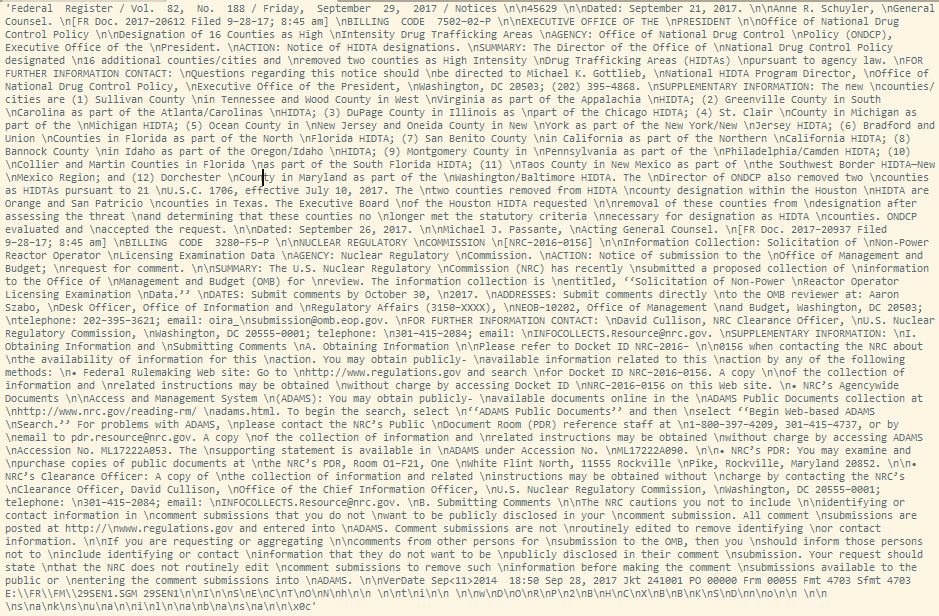 'Federal Register / Vol. 82, No. 188 / Friday, September 29, 2017 / Notices \n\n45629 \n\nDated: September 21, 2017. \n\nAnne R. Schuyler, \nGeneral
Counsel. \n[FR Doc. 2017-20612 Filed 9-28-17; 8:45 am] \nBILLING CODE 7502-02-P \n\nEXECUTIVE OFFICE OF THE \nPRESIDENT \n\nOffice of National Drug
Control Policy \n\nDesignation of 16 Counties as High \nIntensity Drug Trafficking Areas \nAGENCY: Office of National Drug Control \nPolicy (ONDCP),
Executive Office of the \nPresident. \nACTION: Notice of HIDTA designations. \nSUMMARY: The Director of the Office of \nNational Drug Control Policy
designated \n16 additional counties/cities and \nremoved two counties as High Intensity \nDrug Trafficking Areas (HIDTAs) \npursuant to agency law. \nFOR
FURTHER INFORMATION CONTACT: \nQuestions regarding this notice should \nbe directed to Michael K. Gottlieb, \nNational HIDTA Program Director, \nOffice of
National Drug Control Policy, \nExecutive Office of the President, \nWashington, DC 20503; (202) 395-4868. \nSUPPLEMENTARY INFORMATION: The new \ncounties/
cities are (1) Sullivan County \nin Tennessee and Wood County in West \nVirginia as part of the Appalachia \nHIDTA; (2) Greenville County in South
\nCarolina as part of the Atlanta/Carolinas \nHIDTA; (3) DuPage County in Illinois as \npart of the Chicago HIDTA; (4) St. Clair \nCounty in Michigan as
part of the \nMichigan HIDTA; (5) Ocean County in \nNew Jersey and Oneida County in New \nYork as part of the New York/New \nJersey HIDTA; (6) Bradford and
Union \nCounties in Florida as part of the North \nFlorida HIDTA; (7) San Benito County \nin California as part of the Northern \nCalifornia HIDTA; (8)
Bannock County \nin Idaho as part of the Oregon/Idaho \nHIDTA; (9) Montgomery County in \nPennsylvania as part of the \nPhiladelphia/Camden HIDTA; (10)
\nCollier and Martin Counties in Florida \nas part of the South Florida HIDTA; (11) \nTaos County in New Mexico as part of \nthe Southwest Border HIDTA—New
\nMexico Region; and (12) Dorchester \nCounty in Maryland as part of the \nWashington/Baltimore HIDTA. The \nDirector of ONDCP also removed two \ncounties
as HIDTAs pursuant to 21 \nU.S.C. 1706, effective July 10, 2017. The \ntwo counties removed from HIDTA \ncounty designation within the Houston \nHIDTA are
Orange and San Patricio \ncounties in Texas. The Executive Board \nof the Houston HIDTA requested \n\nremoval of these counties from \ndesignation after
assessing the threat \nand determining that these counties no \nlonger met the statutory criteria \nnecessary for designation as HIDTA \ncounties. ONDCP
evaluated and \naccepted the request. \n\nDated: September 26, 2017. \n\nMichael J. Passante, \nActing General Counsel. \n[FR Doc. 2017-20937 Filed
9-28-17; 8:45 am] \nBILLING CODE 3280-F5-P \n\nNUCLEAR REGULATORY \nCOMMISSION \n[NRC-2016-0156] \n\nInformation Collection: Solicitation of \nNon-Power
Reactor Operator \nLicensing Examination Data \nAGENCY: Nuclear Regulatory \nCommission. \nACTION: Notice of submission to the \nOffice of Management and
Budget; \nrequest for comment. \n\nSUMMARY: The U.S. Nuclear Regulatory \nCommission (NRC) has recently \nsubmitted a proposed collection of \ninformation
to the Office of \nManagement and Budget (OMB) for \nreview. The information collection is \nentitled, ‘‘Solicitation of Non-Power \nReactor Operator
Licensing Examination \nData.’’ \nDATES: Submit comments by October 30, \n2017. \nADDRESSES: Submit comments directly \nto the OMB reviewer at: Aaron
Szabo, \nDesk Officer, Office of Information and \nRegulatory Affairs (3150-XXXX), \nNEOB-10202, Office of Management \nand Budget, Washington, DC 20503;
\ntelephone: 202-395-3621; email: oira_\nsubmission@omb.eop.gov. \nFOR FURTHER INFORMATION CONTACT: \nDavid Cullison, NRC Clearance Officer, \nU.S. Nuclear
Regulatory Commission, \nWashington, DC 20555-0001; telephone: \n301-415-2084; email: \nINFOCOLLECTS.Resource@nrc.gov. \nSUPPLEMENTARY INFORMATION: \nI.
Obtaining Information and \nSubmitting Comments \nA. Obtaining Information \n\nPlease refer to Docket ID NRC-2016- \n\n0156 when contacting the NRC about
\nthe availability of information for this \naction. You may obtain publicly- \navailable information related to this \naction by any of the following
methods: \n• Federal Rulemaking Web site: Go to \nhttp://www.regulations.gov and search \nfor Docket ID NRC-2016-0156. A copy \n\nof the collection of
information and \nrelated instructions may be obtained \nwithout charge by accessing Docket ID \nNRC-2016-0156 on this Web site. \n• NRC’s Agencywide
Documents \n\nAccess and Management System \n(ADAMS): You may obtain publicly- \navailable documents online in the \nADAMS Public Documents collection at
\nhttp://www.nrc.gov/reading-rm/ \nadams.html. To begin the search, select \n‘‘ADAMS Public Documents’’ and then \nselect ‘‘Begin Web-based ADAMS
\nSearch.’’ For problems with ADAMS, \nplease contact the NRC’s Public \nDocument Room (PDR) reference staff at \n1-800-397-4209, 301-415-4737, or by
\nemail to pdr.resource@nrc.gov. A copy \nof the collection of information and \nrelated instructions may be obtained \nwithout charge by accessing ADAMS
\nAccession No. ML17222A053. The \nsupporting statement is available in \nADAMS under Accession No. \nML17222A090. \n\n• NRC’s PDR: You may examine and
\npurchase copies of public documents at \nthe NRC’s PDR, Room O1-F21, One \nWhite Flint North, 11555 Rockville \nPike, Rockville, Maryland 20852. \n\n•
NRC’s Clearance Officer: A copy of \nthe collection of information and related \ninstructions may be obtained without \ncharge by contacting the NRC’s
\nClearance Officer, David Cullison, \nOffice of the Chief Information Officer, \nU.S. Nuclear Regulatory Commission, \nWashington, DC 20555-0001;
telephone: \n301-415-2084; email: \nINFOCOLLECTS.Resource@nrc.gov. \nB. Submitting Comments \n\nThe NRC cautions you not to include \n\nidentifying or
contact information in \ncomment submissions that you do not \nwant to be publicly disclosed in your \ncomment submission. All comment \nsubmissions are
posted at http://\nwww.regulations.gov and entered into \nADAMS. Comment submissions are not \nroutinely edited to remove identifying \nor contact
information. \n\nIf you are requesting or aggregating \n\ncomments from other persons for \nsubmission to the OMB, then you \nshould inform those persons
not to \ninclude identifying or contact \ninformation that they do not want to be \npublicly disclosed in their comment \nsubmission. Your request should
state \nthat the NRC does not routinely edit \ncomment submissions to remove such \ninformation before making the comment \nsubmissions available to the
public or \nentering the comment submissions into \nADAMS. \n\nVerDate Sep<11>2014 18:50 Sep 28, 2017 Jkt 241001 PO 00000 Frm 00055 Fmt 4703 Sfmt 4703
E:\\FR\\FM\\29SEN1.SGM 29SEN1\n\nI\nS\nE\nC\nT\nO\nN\nh\n\n \n\nt\ni\n\n \n\nw\nD\nO\nR\nP\n2\nB\nH\nC\nX\nB\nB\nK\nS\nD\nn\no\nn \n\n
\n\ns\na\nk\ns\nu\na\ni\nl\nl\na\nb\na\ns\na\n\n\x0c'